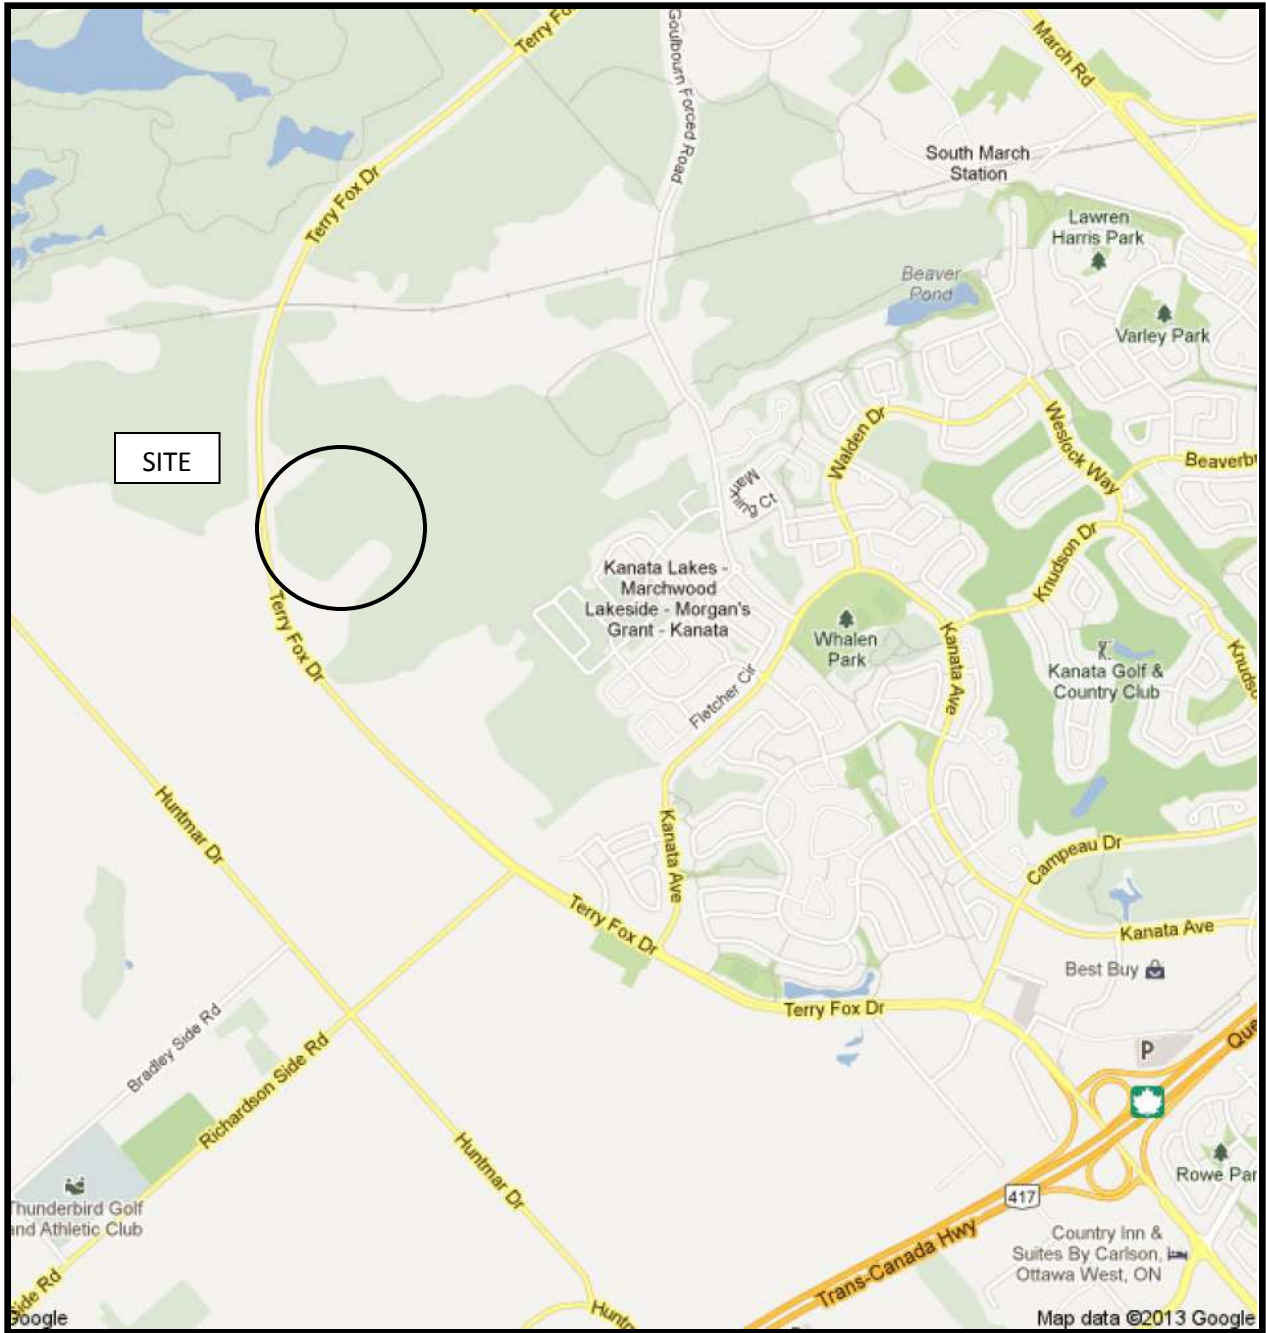 Terry Fo
Goulbourn Forced Road
March Rd
South March
Station
Terry Fox Dr
Lawren
Harris Park
Beaver
Pond
Varley Park
SITE
Walden Dr
Weslock Way
Beaverb
Mar
Ct
Kanata Lakes -
Marchwood
Lakeside - Morgan's
Grant - Kanata
Knudson Dr
Terry Fox Dr
Whalen
Park
Kanata Ave
Knudso
Kanata Golf &
Country Club
Fletcher Cir
Huntmar Dr
Kanata Ave
Campeau Dr
Terry Fox Dr
Kanata Ave
Best Buy
Terry Fox Dr
Bradley Side Rd
Richardson Side Rd
P
Que
Huntmar Dr
Rowe Par
Thunderbird Golf
and Athletic Club
417
Trans-Canada Hwy
Country Inn &
Suites By Carlson,
Ottawa West, ON
Side Rd
Huntm
Google
Map data ©2013 Google